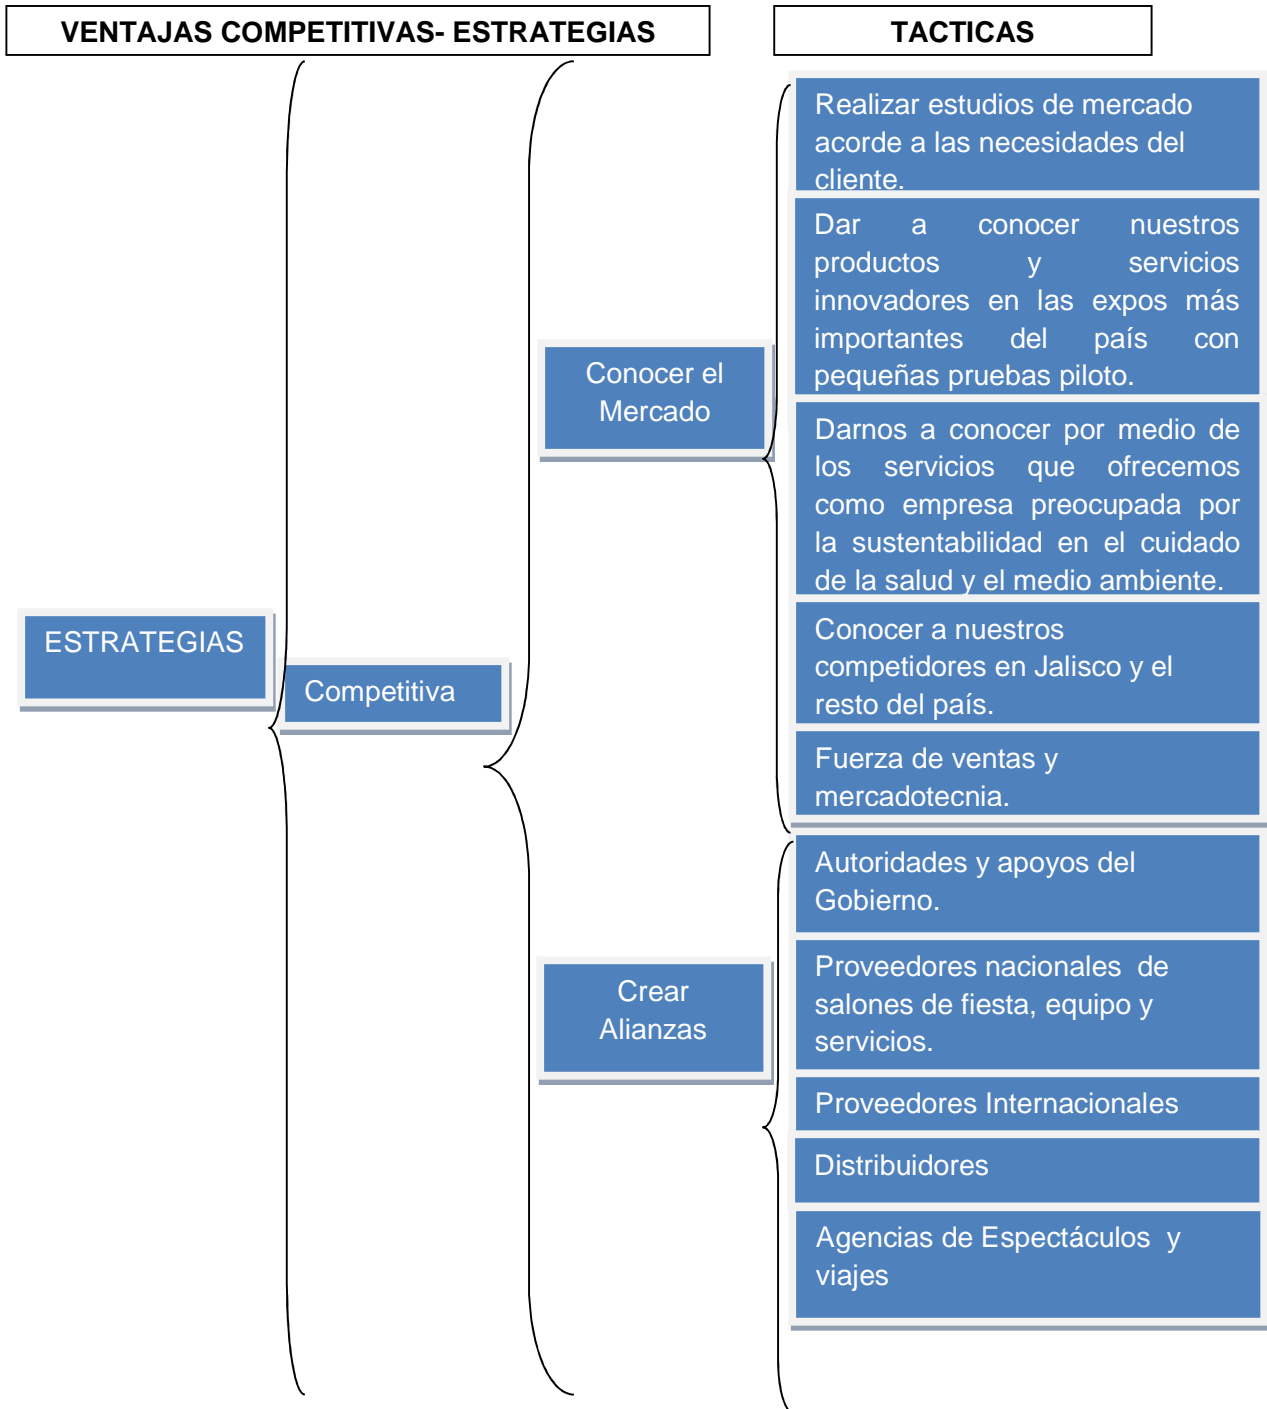 VENTAJAS COMPETITIVAS- ESTRATEGIAS
TACTICAS
ESTRATEGIAS
Competitiva
Conocer el
Mercado
Realizar estudios de mercado
acorde a las necesidades del
cliente.
Dar a conocer nuestros
productos y servicios
innovadores en las expos más
importantes del país con
pequeñas pruebas piloto.
Darnos a conocer por medio de
los servicios que ofrecemos
como empresa preocupada por
la sustentabilidad en el cuidado
de la salud y el medio ambiente.
Conocer a nuestros
competidores en Jalisco y el
resto del país.
Fuerza de ventas y
mercadotecnia.
Crear
Alianzas
Autoridades y apoyos del
Gobierno.
Proveedores nacionales  de
salones de fiesta, equipo y
servicios.
Proveedores Internacionales
Distribuidores
Agencias de Espectáculos  y
viajes